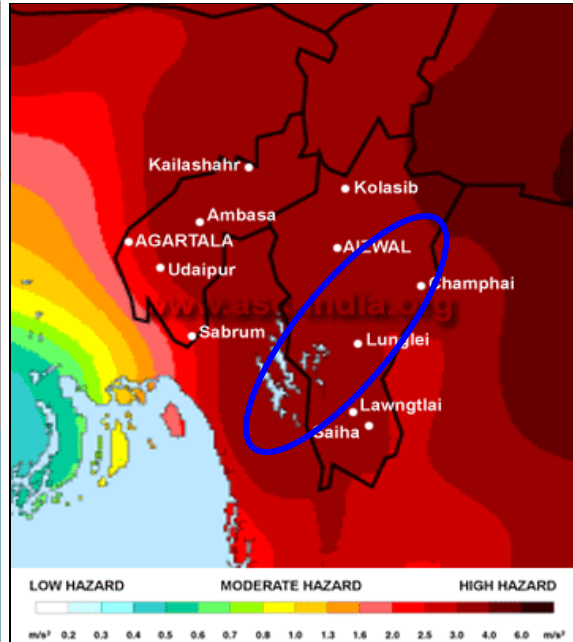 Kailashahr
Kolasib
Ambasa
AGARTALA
AIZWAL
Udaipur
Champhai
www.asc-india.org
Sabrum
Lunglei
Lawngtlai
Saiha
LOW HAZARD MODERATE HAZARD HIGH HAZARD
m/s² 0.2 0.3 0.4 0.5 0.6 0.7 0.8 1.0 1.3 1.6 2.0 2.5 3.0 4.0 6.0 m/s²